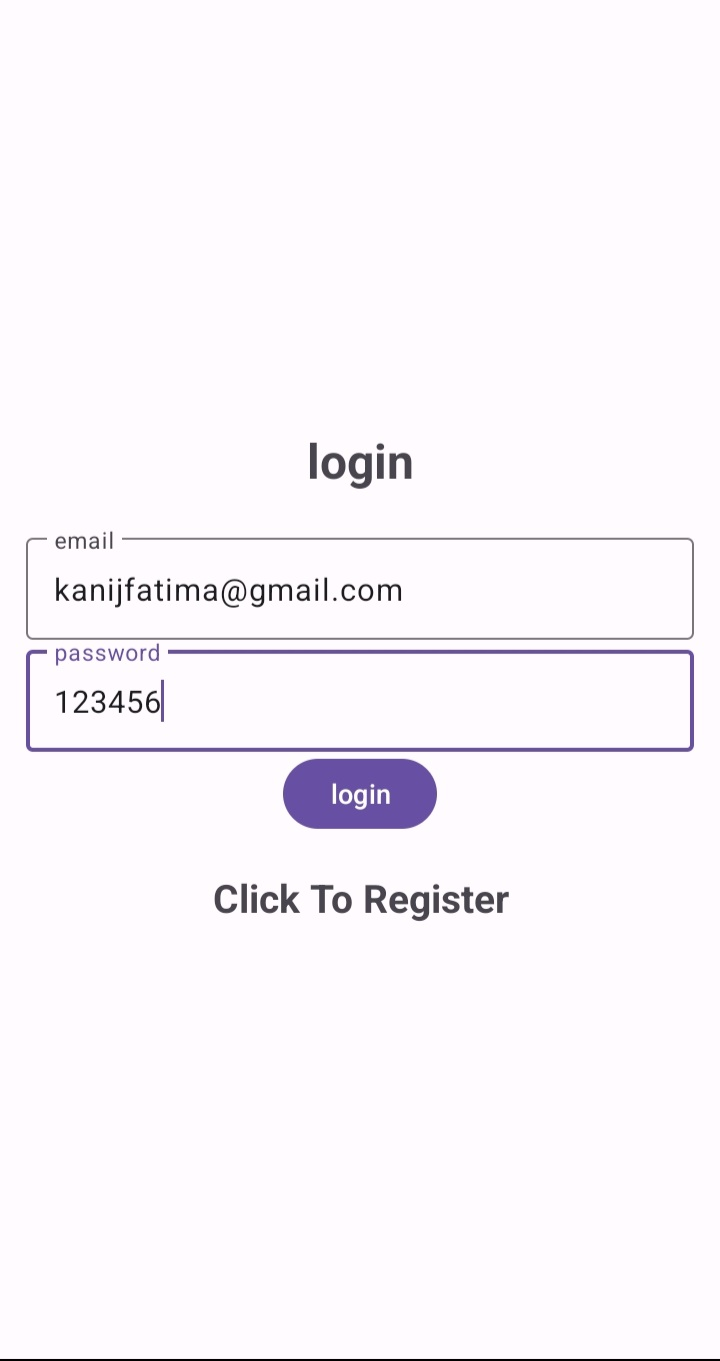 login
email
kanijfatima@gmail.com
password
123456
login
Click To Register